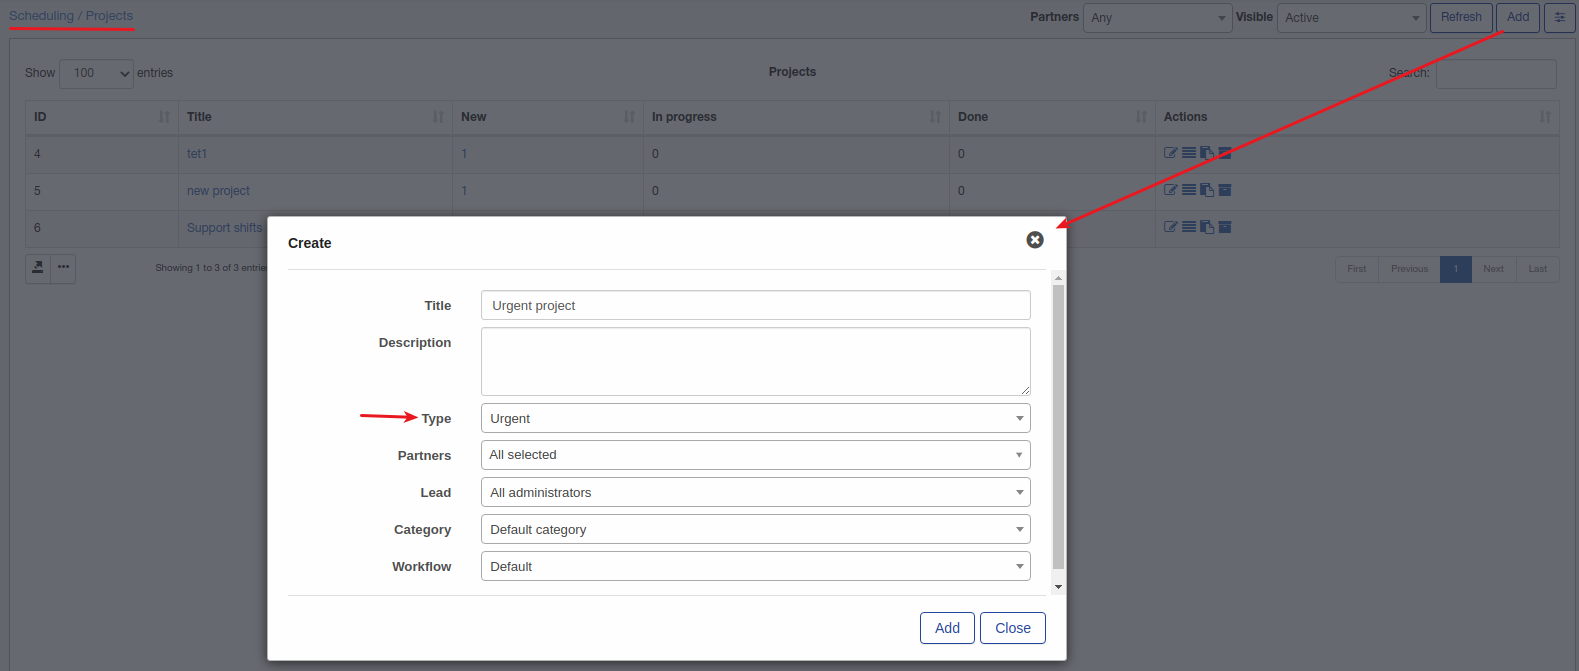 Scheduling / Projects Partners Any Visible Active Refresh Add
Show 100 entries Projects Search:
ID Title New In progress Done Actions
4 tet1 1 0 0
5 new project 1 0 0
6 Support shifts
Showing 1 to 3 of 3 entries First Previous 1 Next Last
Create
Title Urgent project
Description
Type Urgent
Partners All selected
Lead All administrators
Category Default category
Workflow Default
Add Close